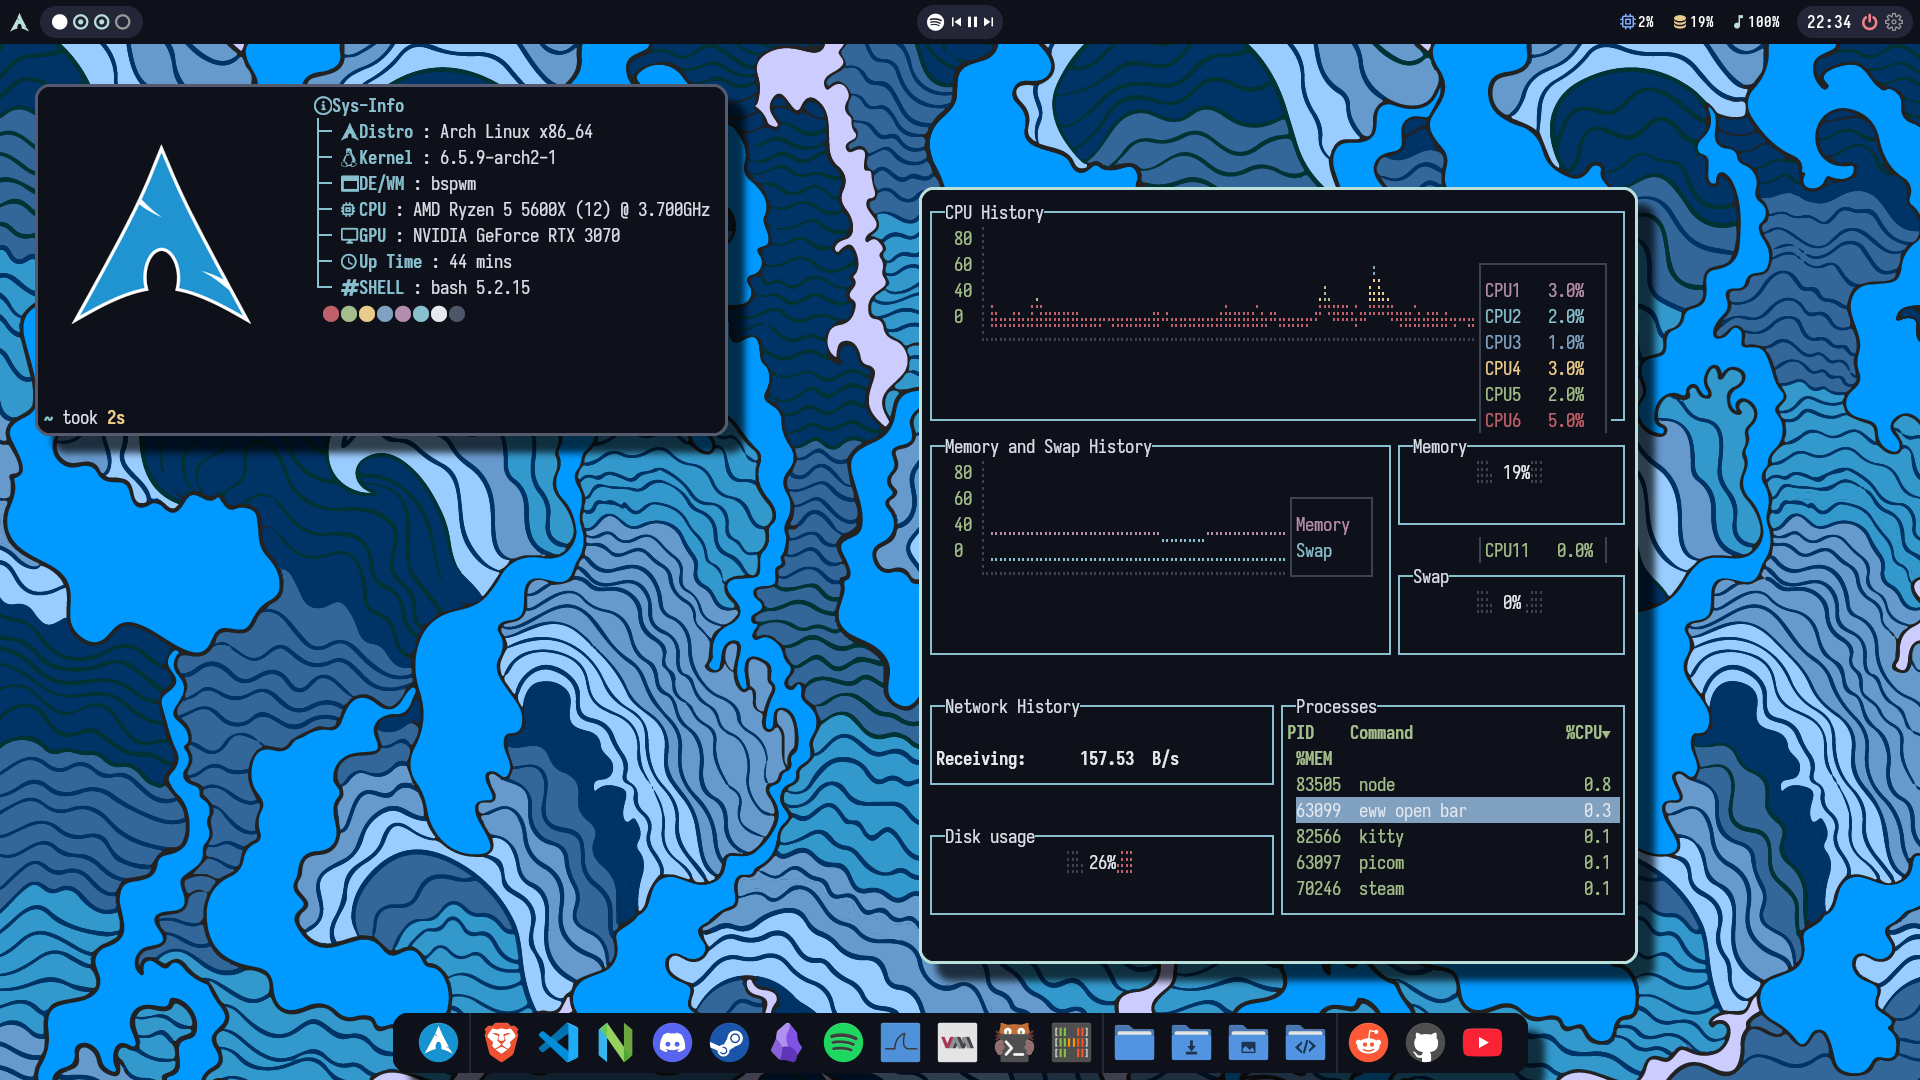 2% 19% 100% 22:34
Sys-Info
Distro : Arch Linux x86_64
Kernel : 6.5.9-arch2-1
DE/WM : bspwm
CPU : AMD Ryzen 5 5600X (12) @ 3.700GHz
GPU : NVIDIA GeForce RTX 3070
Up Time : 44 mins
SHELL : bash 5.2.15
~ took 2s
CPU History
80
60
40
0
CPU1 3.0%
CPU2 2.0%
CPU3 1.0%
CPU4 3.0%
CPU5 2.0%
CPU6 5.0%
Memory and Swap History
80
60
40
0
Memory
Swap
Memory
19%
CPU11 0.0%
Swap
0%
Network History
Receiving: 157.53 B/s
Disk usage
26%
Processes
PID Command %CPU▼
%MEM
83505 node 0.8
63099 eww open bar 0.3
82566 kitty 0.1
63097 picom 0.1
70246 steam 0.1